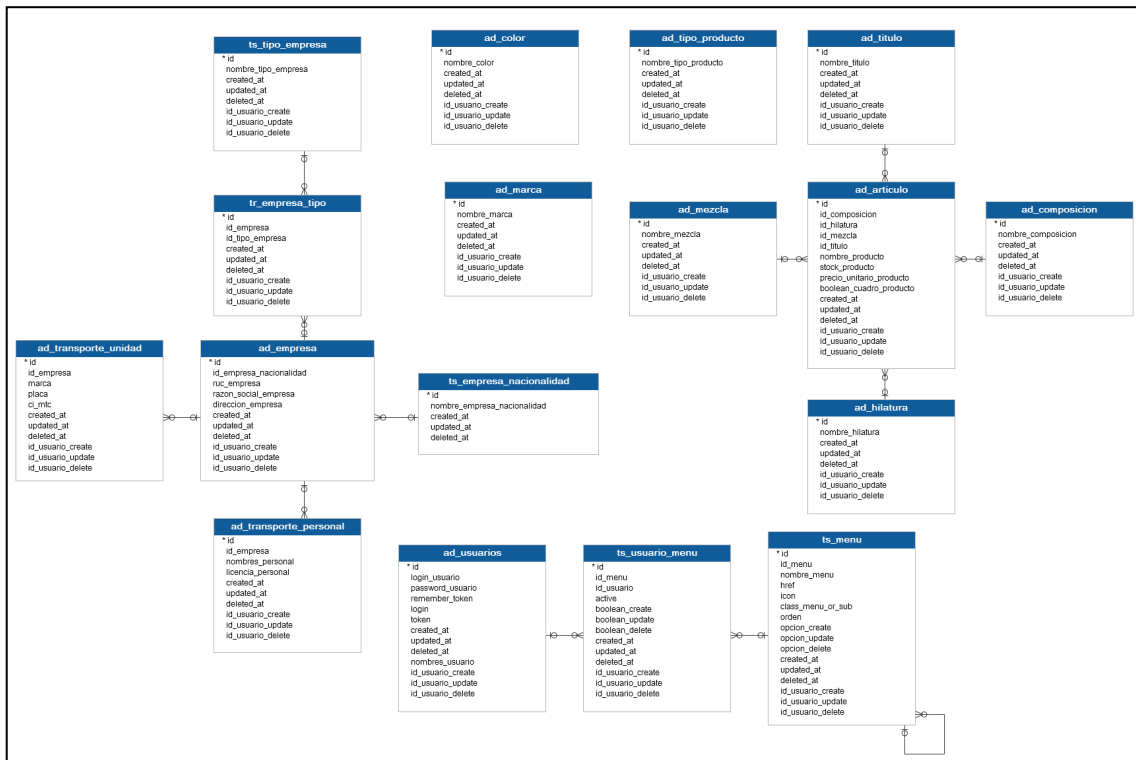 ts_tipo_empresa
* id
nombre_tipo_empresa
created_at
updated_at
deleted_at
id_usuario_create
id_usuario_update
id_usuario_delete
ad_color
* id
nombre_color
created_at
updated_at
deleted_at
id_usuario_create
id_usuario_update
id_usuario_delete
ad_tipo_producto
* id
nombre_tipo_producto
created_at
updated_at
deleted_at
id_usuario_create
id_usuario_update
id_usuario_delete
ad_titulo
* id
nombre_titulo
created_at
updated_at
deleted_at
id_usuario_create
id_usuario_update
id_usuario_delete
tr_empresa_tipo
* id
id_empresa
id_tipo_empresa
created_at
updated_at
deleted_at
id_usuario_create
id_usuario_update
id_usuario_delete
ad_marca
* id
nombre_marca
created_at
updated_at
deleted_at
id_usuario_create
id_usuario_update
id_usuario_delete
ad_mezcla
* id
nombre_mezcla
created_at
updated_at
deleted_at
id_usuario_create
id_usuario_update
id_usuario_delete
ad_articulo
* id
id_composicion
id_hilatura
id_mezcla
id_titulo
nombre_producto
stock_producto
precio_unitario_producto
boolean_cuadro_producto
created_at
updated_at
deleted_at
id_usuario_create
id_usuario_update
id_usuario_delete
ad_composicion
* id
nombre_composicion
created_at
updated_at
deleted_at
id_usuario_create
id_usuario_update
id_usuario_delete
ad_transporte_unidad
* id
id_empresa
marca
placa
ci_mtc
created_at
updated_at
deleted_at
id_usuario_create
id_usuario_update
id_usuario_delete
ad_empresa
* id
id_empresa_nacionalidad
ruc_empresa
razon_social_empresa
direccion_empresa
created_at
updated_at
deleted_at
id_usuario_create
id_usuario_update
id_usuario_delete
ts_empresa_nacionalidad
* id
nombre_empresa_nacionalidad
created_at
updated_at
deleted_at
ad_hilatura
* id
nombre_hilatura
created_at
updated_at
deleted_at
id_usuario_create
id_usuario_update
id_usuario_delete
ad_transporte_personal
* id
id_empresa
nombres_personal
licencia_personal
created_at
updated_at
deleted_at
id_usuario_create
id_usuario_update
id_usuario_delete
ad_usuarios
* id
login_usuario
password_usuario
remember_token
login
token
created_at
updated_at
deleted_at
nombres_usuario
id_usuario_create
id_usuario_update
id_usuario_delete
ts_usuario_menu
* id
id_menu
id_usuario
active
boolean_create
boolean_update
boolean_delete
created_at
updated_at
deleted_at
id_usuario_create
id_usuario_update
id_usuario_delete
ts_menu
* id
id_menu
nombre_menu
href
icon
class_menu_or_sub
orden
opcion_create
opcion_update
opcion_delete
created_at
updated_at
deleted_at
id_usuario_create
id_usuario_update
id_usuario_delete